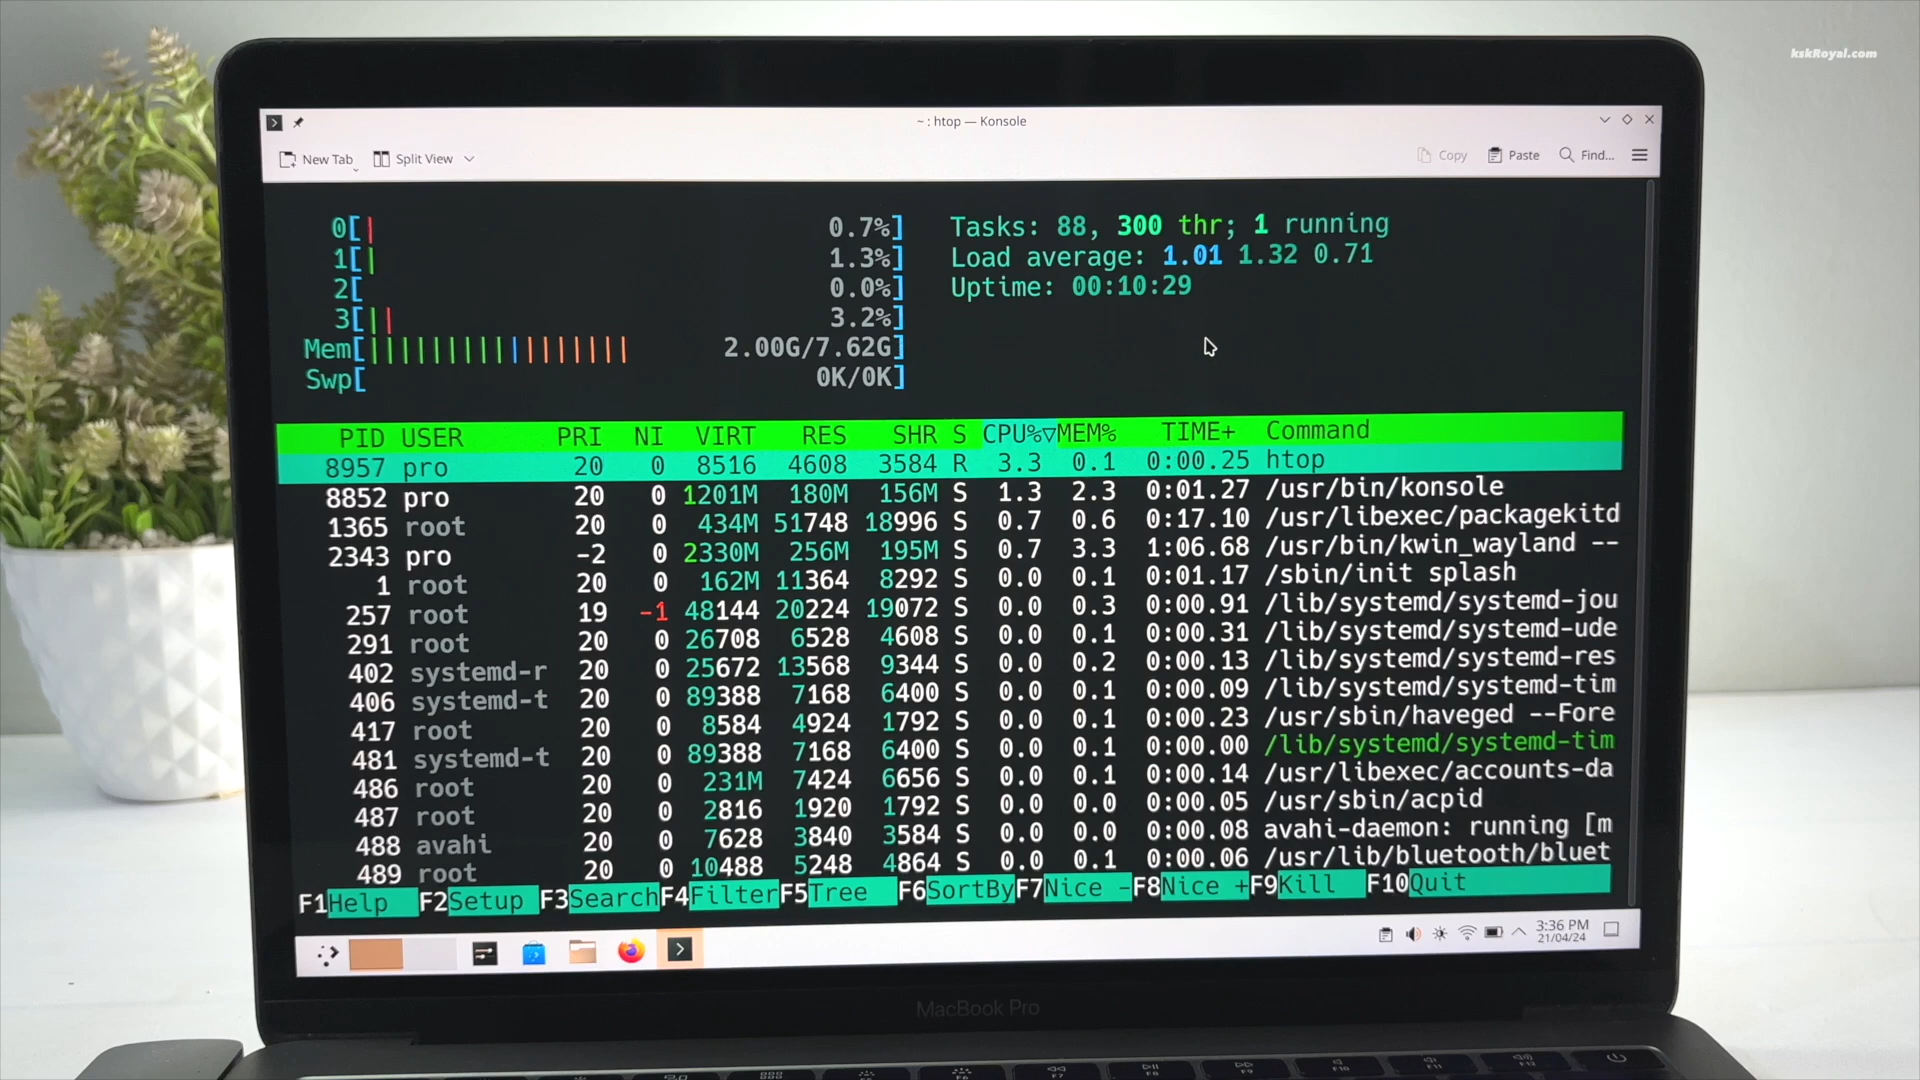 kskRoyal.com
~ : htop — Konsole
New Tab Split View Copy Paste Find...
0[| 0.7%] Tasks: 88, 300 thr; 1 running
1[| 1.3%] Load average: 1.01 1.32 0.71
2[ 0.0%] Uptime: 00:10:29
3[|| 3.2%]
Mem[|||||||||||||||||| 2.00G/7.62G]
Swp[ 0K/0K]
PID USER PRI NI VIRT RES SHR S CPU%▽MEM% TIME+ Command
8957 pro 20 0 8516 4608 3584 R 3.3 0.1 0:00.25 htop
8852 pro 20 0 1201M 180M 156M S 1.3 2.3 0:01.27 /usr/bin/konsole
1365 root 20 0 434M 51748 18996 S 0.7 0.6 0:17.10 /usr/libexec/packagekitd
2343 pro -2 0 2330M 256M 195M S 0.7 3.3 1:06.68 /usr/bin/kwin_wayland --
1 root 20 0 162M 11364 8292 S 0.0 0.1 0:01.17 /sbin/init splash
257 root 19 -1 48144 20224 19072 S 0.0 0.3 0:00.91 /lib/systemd/systemd-jou
291 root 20 0 26708 6528 4608 S 0.0 0.1 0:00.31 /lib/systemd/systemd-ude
402 systemd-r 20 0 25672 13568 9344 S 0.0 0.2 0:00.13 /lib/systemd/systemd-res
406 systemd-t 20 0 89388 7168 6400 S 0.0 0.1 0:00.09 /lib/systemd/systemd-tim
417 root 20 0 8584 4924 1792 S 0.0 0.1 0:00.23 /usr/sbin/haveged --Fore
481 systemd-t 20 0 89388 7168 6400 S 0.0 0.1 0:00.00 /lib/systemd/systemd-tim
486 root 20 0 231M 7424 6656 S 0.0 0.1 0:00.14 /usr/libexec/accounts-da
487 root 20 0 2816 1920 1792 S 0.0 0.0 0:00.05 /usr/sbin/acpid
488 avahi 20 0 7628 3840 3584 S 0.0 0.0 0:00.08 avahi-daemon: running [m
489 root 20 0 10488 5248 4864 S 0.0 0.1 0:00.06 /usr/lib/bluetooth/bluet
F1Help F2Setup F3SearchF4FilterF5Tree F6SortByF7Nice -F8Nice +F9Kill F10Quit
3:36 PM
21/04/24
MacBook Pro